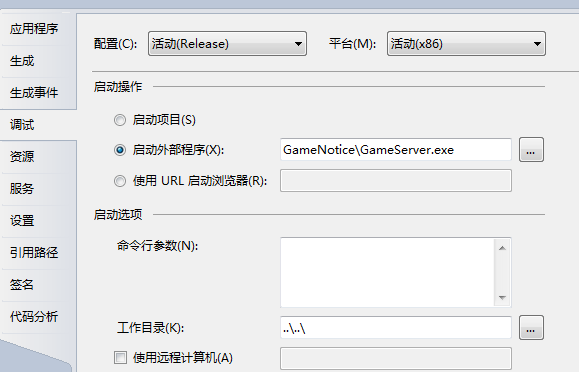 应用程序
生成
生成事件
调试
资源
服务
设置
引用路径
签名
代码分析
配置(C): 活动(Release) 平台(M): 活动(x86)
启动操作
启动项目(S)
启动外部程序(X): GameNotice\GameServer.exe ...
使用 URL 启动浏览器(R):
启动选项
命令行参数(N):
工作目录(K): ..\..\ ...
使用远程计算机(A)